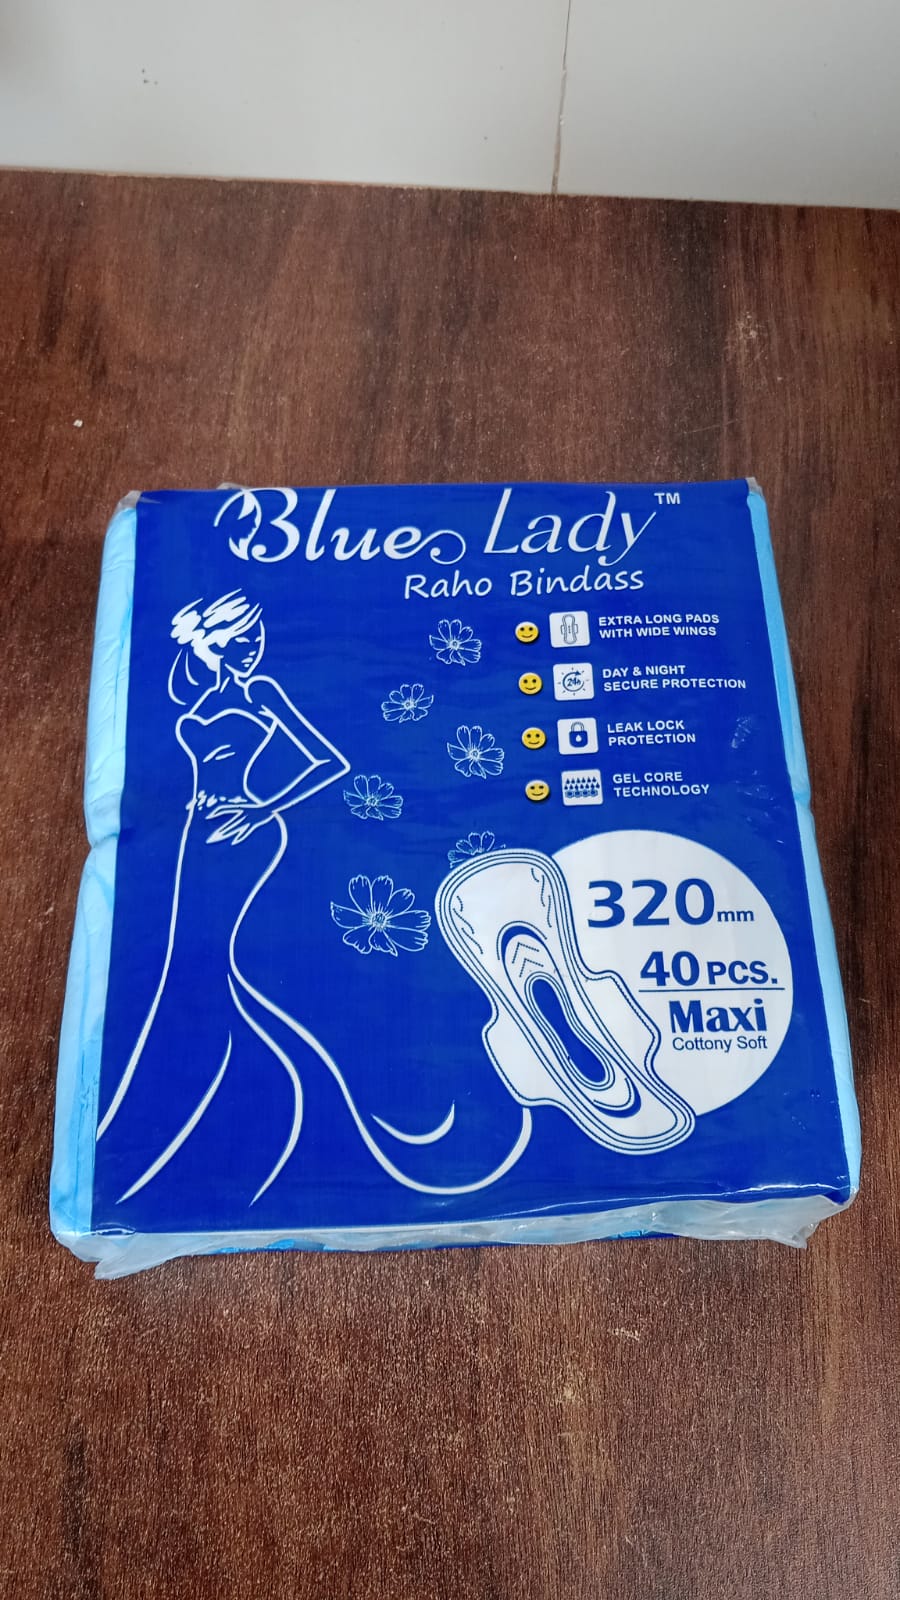 Blue Lady™
Raho Bindass
EXTRA LONG PADS
WITH WIDE WINGS
24h
DAY & NIGHT
SECURE PROTECTION
LEAK LOCK
PROTECTION
GEL CORE
TECHNOLOGY
320mm
40 PCS.
Maxi
Cottony Soft